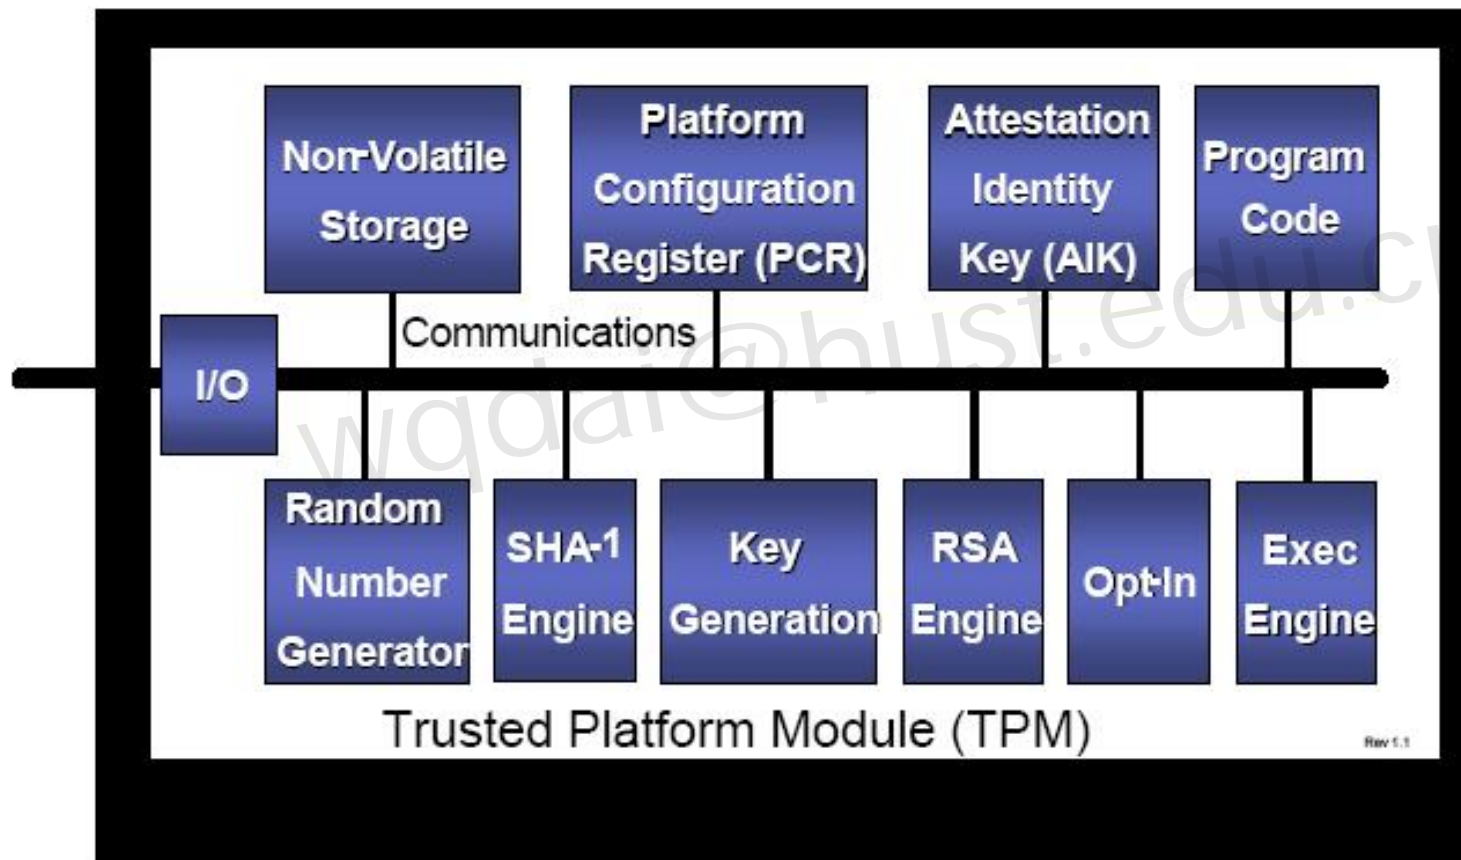 Non-Volatile
Storage
Platform
Configuration
Register (PCR)
Attestation
Identity
Key (AIK)
Program
Code
Communications
I/O
Random
Number
Generator
SHA-1
Engine
Key
Generation
RSA
Engine
Opt-In
Exec
Engine
Trusted Platform Module (TPM)
Rev 1.1
wqdai@hust.edu.cn